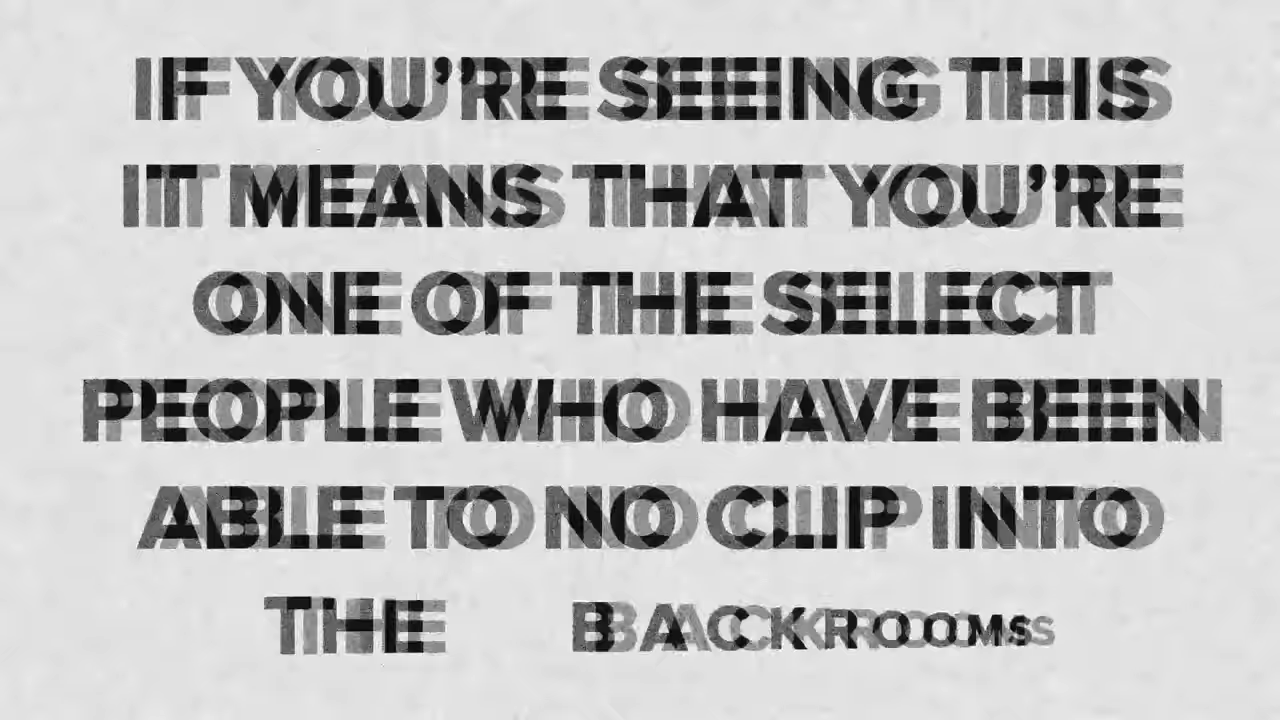 IF YOU’RE SEEING THIS
IT MEANS THAT YOU’RE
ONE OF THE SELECT
PEOPLE WHO HAVE BEEN
ABLE TO NO CLIP INTO
THE BACKROOMS